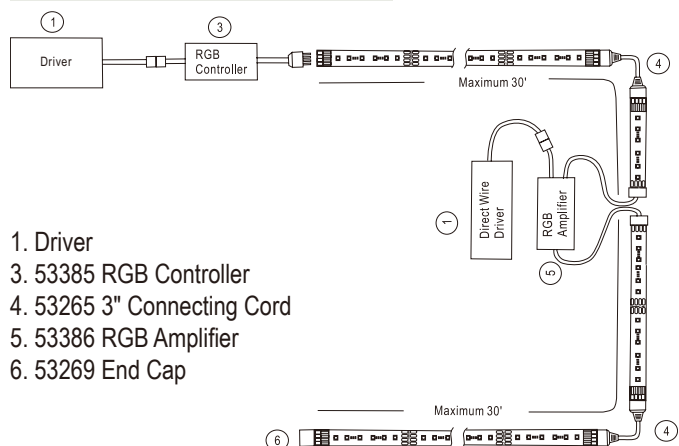 1
3
Driver
RGB
Controller
4
Maximum 30'
1
Direct Wire
Driver
RGB
Amplifier
5
1. Driver
3. 53385 RGB Controller
4. 53265 3" Connecting Cord
5. 53386 RGB Amplifier
6. 53269 End Cap
Maximum 30'
6
4